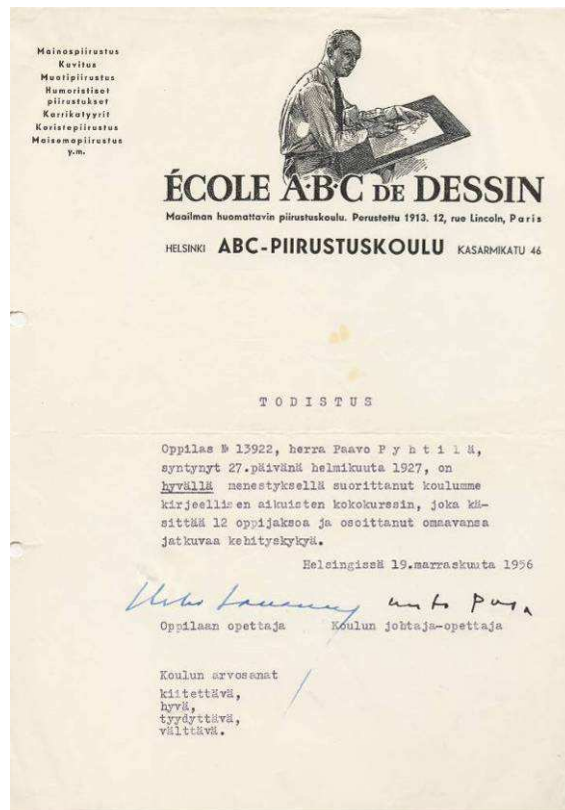 Mainospiirustus
Kuvitus
Muotipiirustus
Humoristiset
piirustukset
Karrikatyyrit
Koristepiirustus
Maisemapiirustus
y.m.
ÉCOLE A·B·C DE DESSIN
Maailman huomattavin piirustuskoulu. Perustettu 1913. 12, rue Lincoln, Paris
HELSINKI ABC-PIIRUSTUSKOULU KASARMIKATU 46
TODISTUS
Oppilas № 13922, herra Paavo Pyhtilä,
syntynyt 27.päivänä helmikuuta 1927, on
hyvällä menestyksellä suorittanut koulumme
kirjeellisen aikuisten kokokurssin, joka kä-
sittää 12 oppijaksoa ja osoittanut omaavansa
jatkuvaa kehityskykyä.
Helsingissä 19.marraskuuta 1956
Oppilaan opettaja Koulun johtaja-opettaja
Koulun arvosanat
kiitettävä,
hyvä,
tyydyttävä,
välttävä.